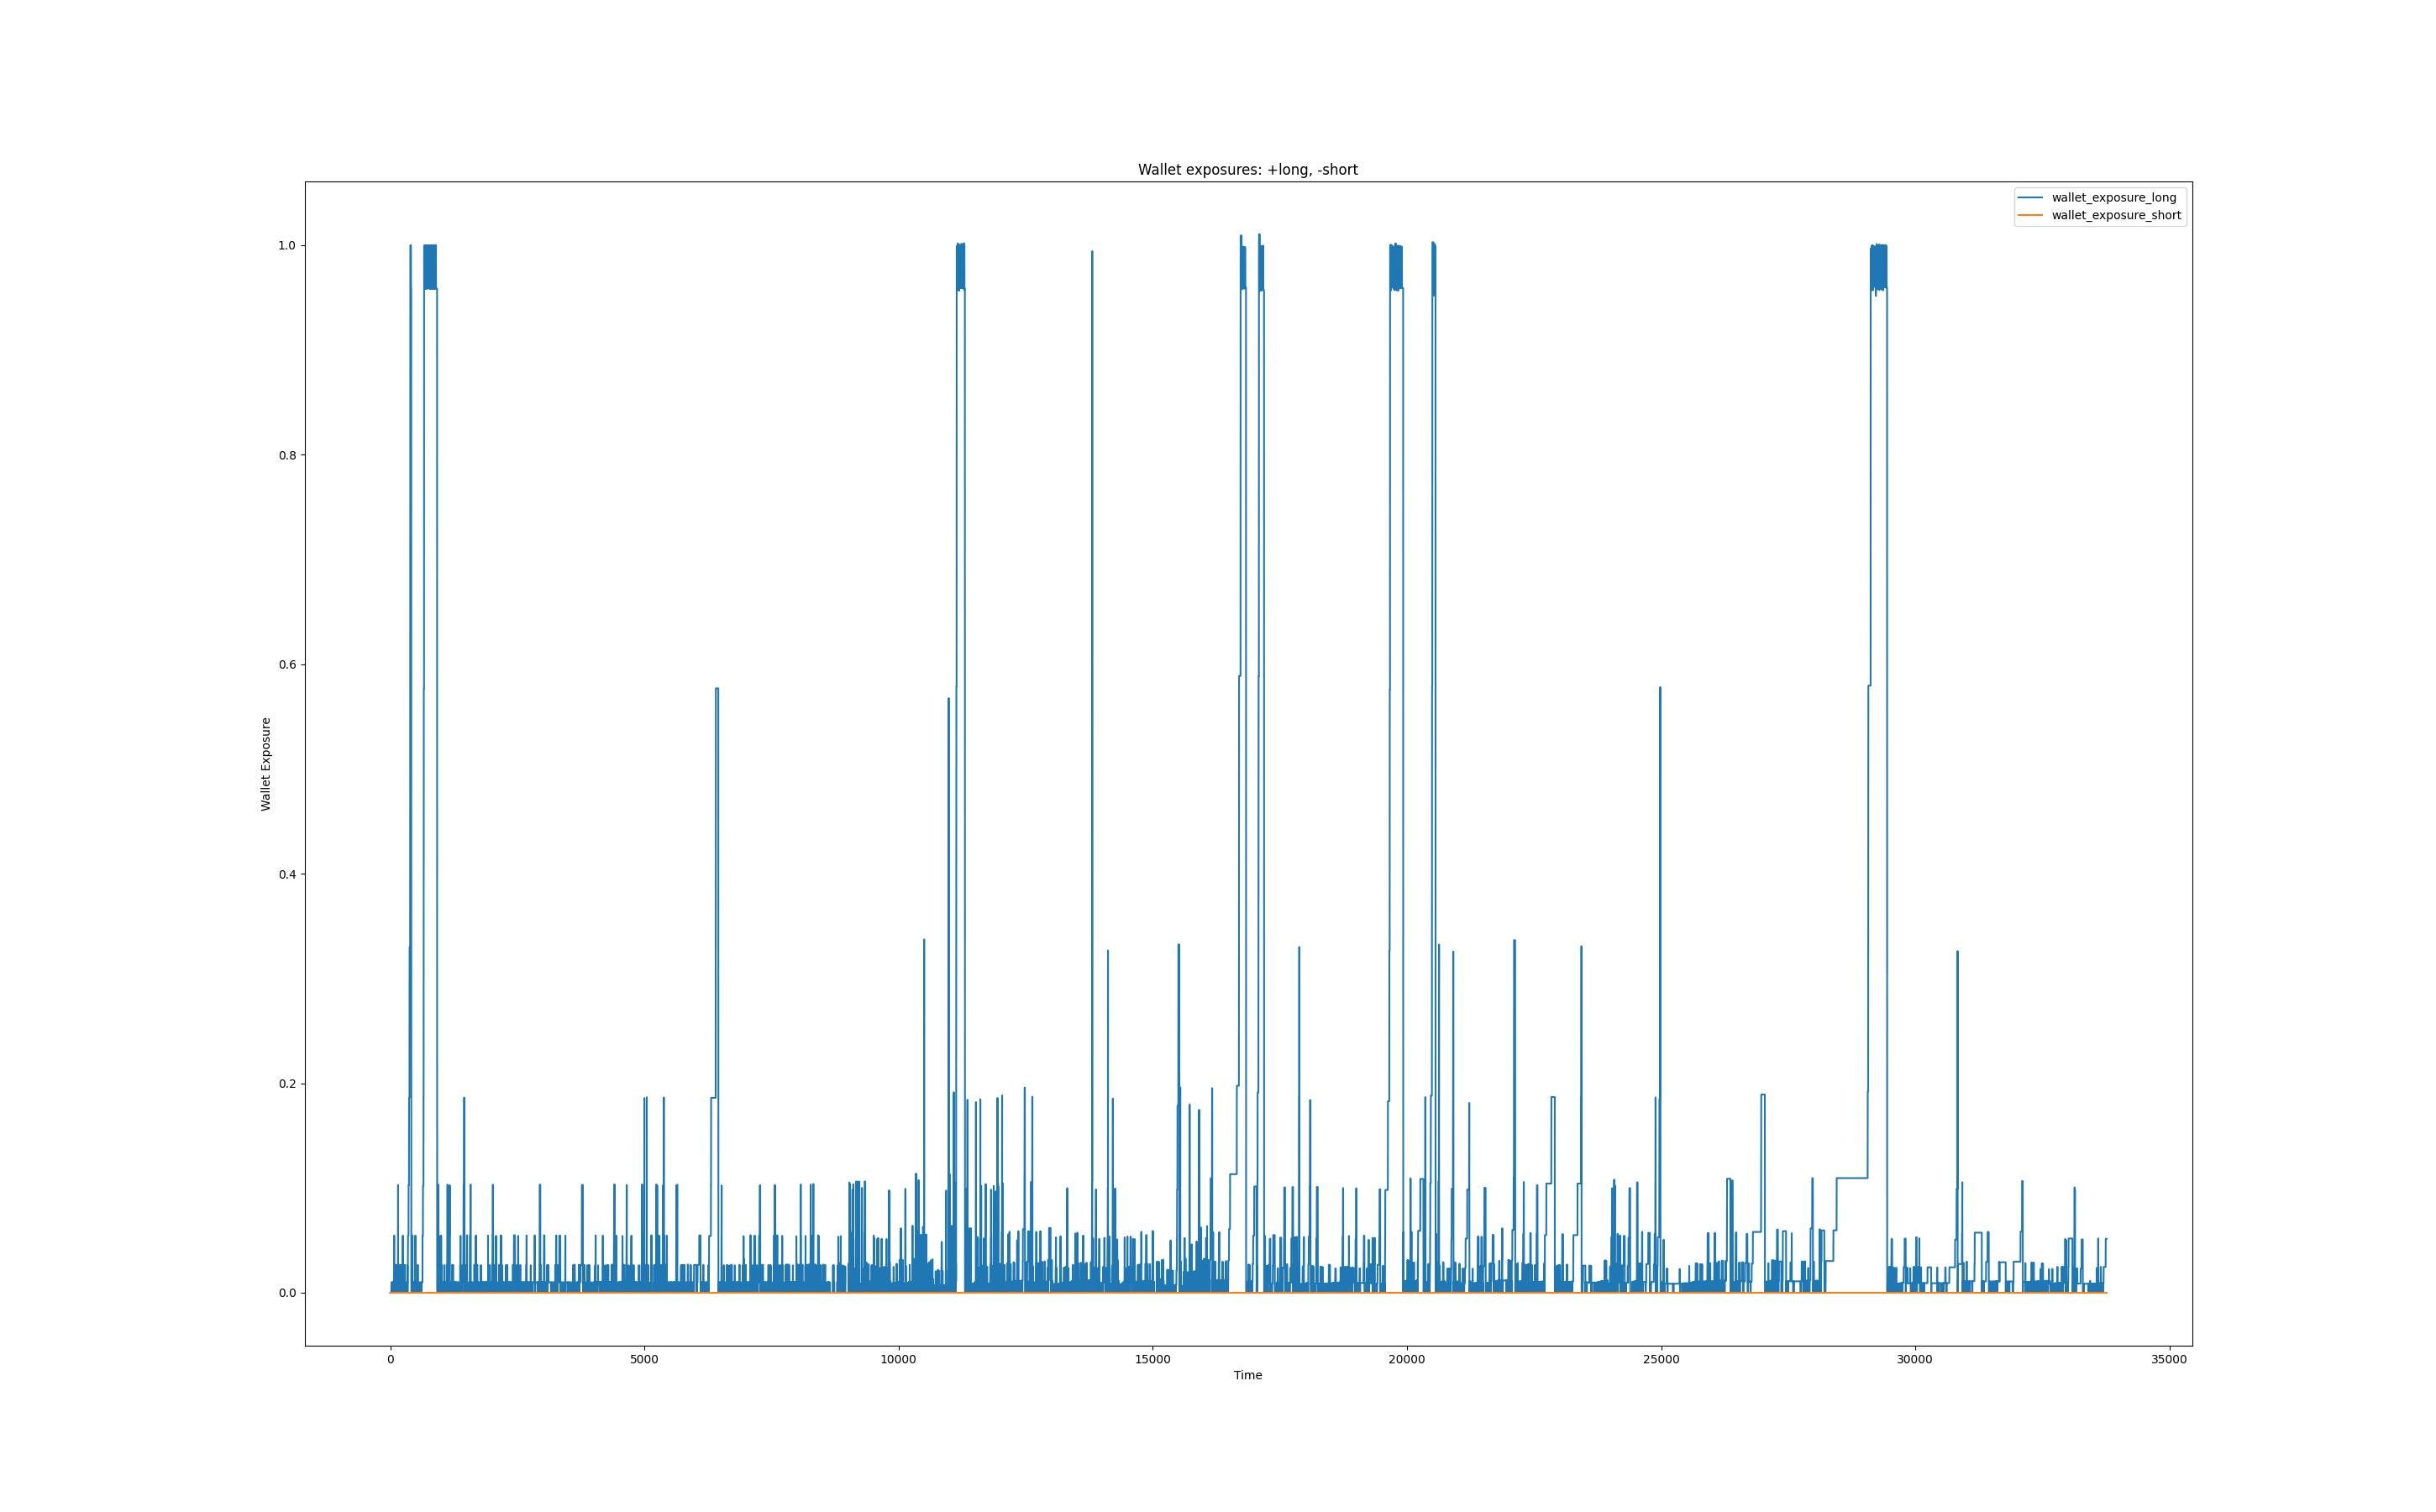 Wallet exposures: +long, -short
wallet_exposure_long
wallet_exposure_short
1.0
0.8
0.6
0.4
0.2
0.0
Wallet Exposure
0 5000 10000 15000 20000 25000 30000 35000
Time